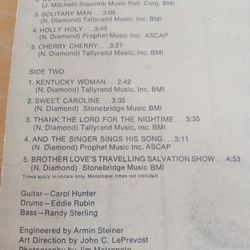 (J. Mitchell) Siquomb Music Pub. Corp. BMI
3. SOLITARY MAN 3:05
(N. Diamond) Tallyrand Music, Inc. BMI
4. HOLLY HOLY . . 4:45
(N. Diamond) Prophet Music Inc. ASCAP
5. CHERRY CHERRY . . 3:21
(N. Diamond) Tallyrand Music Inc. BMI
SIDE TWO
1. KENTUCKY WOMAN . . 2:42
(N. Diamond) Tallyrand Music, Inc. BMI
2. SWEET CAROLINE . . 3:35
(N. Diamond) Stonebridge Music BMI
3. THANK THE LORD FOR THE NIGHTIME . . 3:35
(N. Diamond) Tallyrand Music, Inc. BMI
4. AND THE SINGER SINGS HIS SONG . . 3:11
(N. Diamond) Prophet Music Inc. ASCAP
5. BROTHER LOVE'S TRAVELLING SALVATION SHOW . . 4:53
(N. Diamond) Stonebridge Music BMI
Times apply to vocals only. Monologue times not included.
Guitar—Carol Hunter
Drums—Eddie Rubin
Bass—Randy Sterling
Engineered by Armin Steiner
Art Direction by John C. LePrevost
Photography by Jim